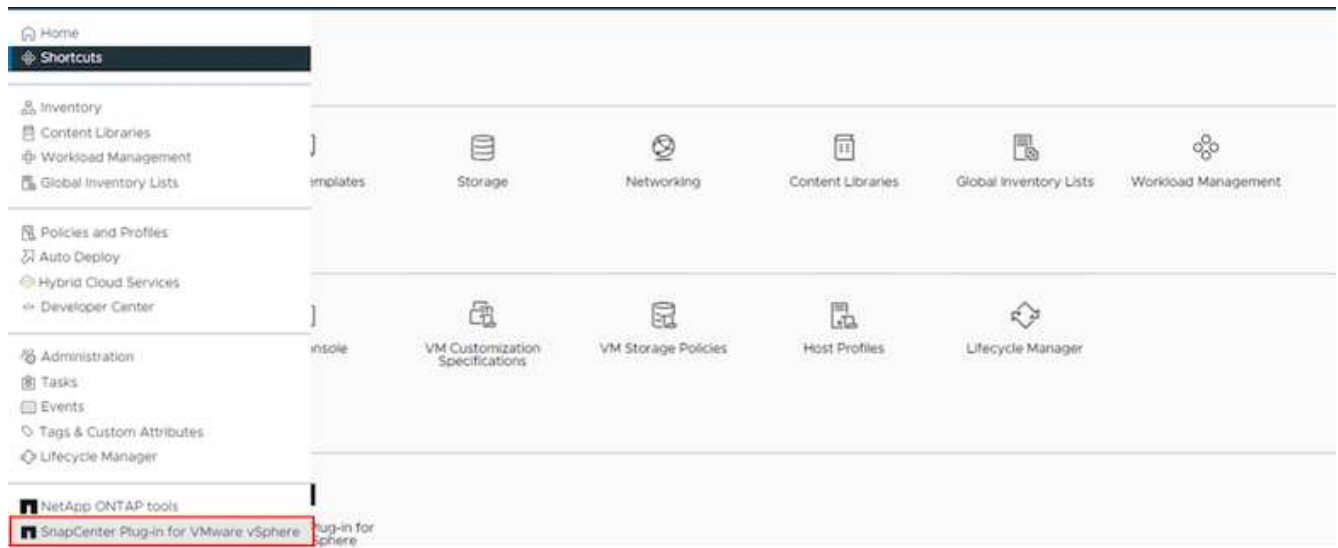 Home
Shortcuts
Inventory
Content Libraries
Workload Management
Global Inventory Lists
Policies and Profiles
Auto Deploy
Hybrid Cloud Services
Developer Center
Administration
Tasks
Events
Tags & Custom Attributes
Lifecycle Manager
NetApp ONTAP tools
SnapCenter Plug-in for VMware vSphere
emplates
Storage
Networking
Content Libraries
Global Inventory Lists
Workload Management
onsole
VM Customization
Specifications
VM Storage Policies
Host Profiles
Lifecycle Manager
Plug-in for
Sphere